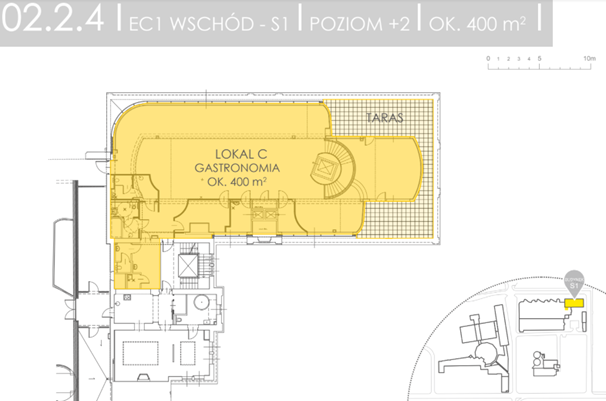 02.2.4 | EC1 WSCHÓD - S1 | POZIOM +2 | OK. 400 m² |
0 1 2 3 4 5 10m
TARAS
LOKAL C
GASTRONOMIA
OK. 400 m²
S1